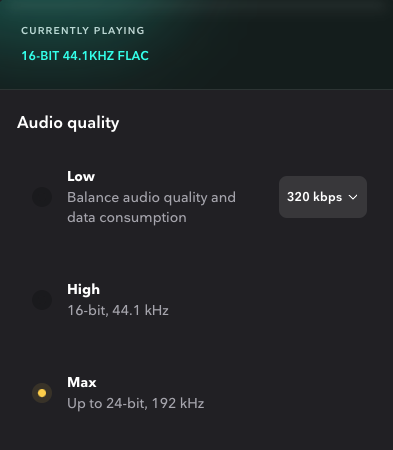 CURRENTLY PLAYING
16-BIT 44.1KHZ FLAC
Audio quality
Low
Balance audio quality and
data consumption
320 kbps
High
16-bit, 44.1 kHz
Max
Up to 24-bit, 192 kHz